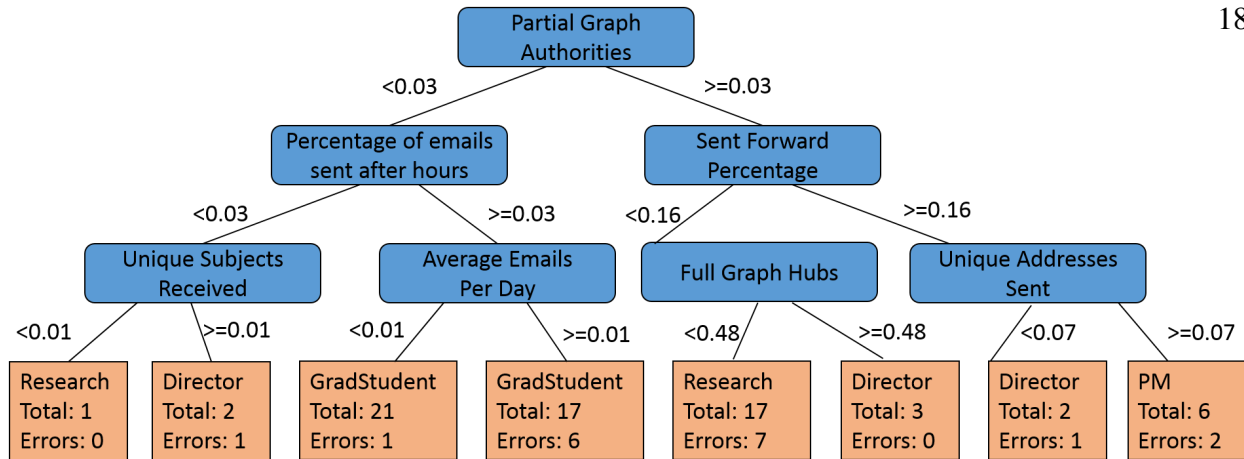 18
Partial Graph
Authorities
<0.03
>=0.03
Percentage of emails
sent after hours
Sent Forward
Percentage
<0.03
>=0.03
<0.16
>=0.16
Unique Subjects
Received
Average Emails
Per Day
Full Graph Hubs
Unique Addresses
Sent
<0.01
>=0.01
<0.01
>=0.01
<0.48
>=0.48
<0.07
>=0.07
Research
Total: 1
Errors: 0
Director
Total: 2
Errors: 1
GradStudent
Total: 21
Errors: 1
GradStudent
Total: 17
Errors: 6
Research
Total: 17
Errors: 7
Director
Total: 3
Errors: 0
Director
Total: 2
Errors: 1
PM
Total: 6
Errors: 2